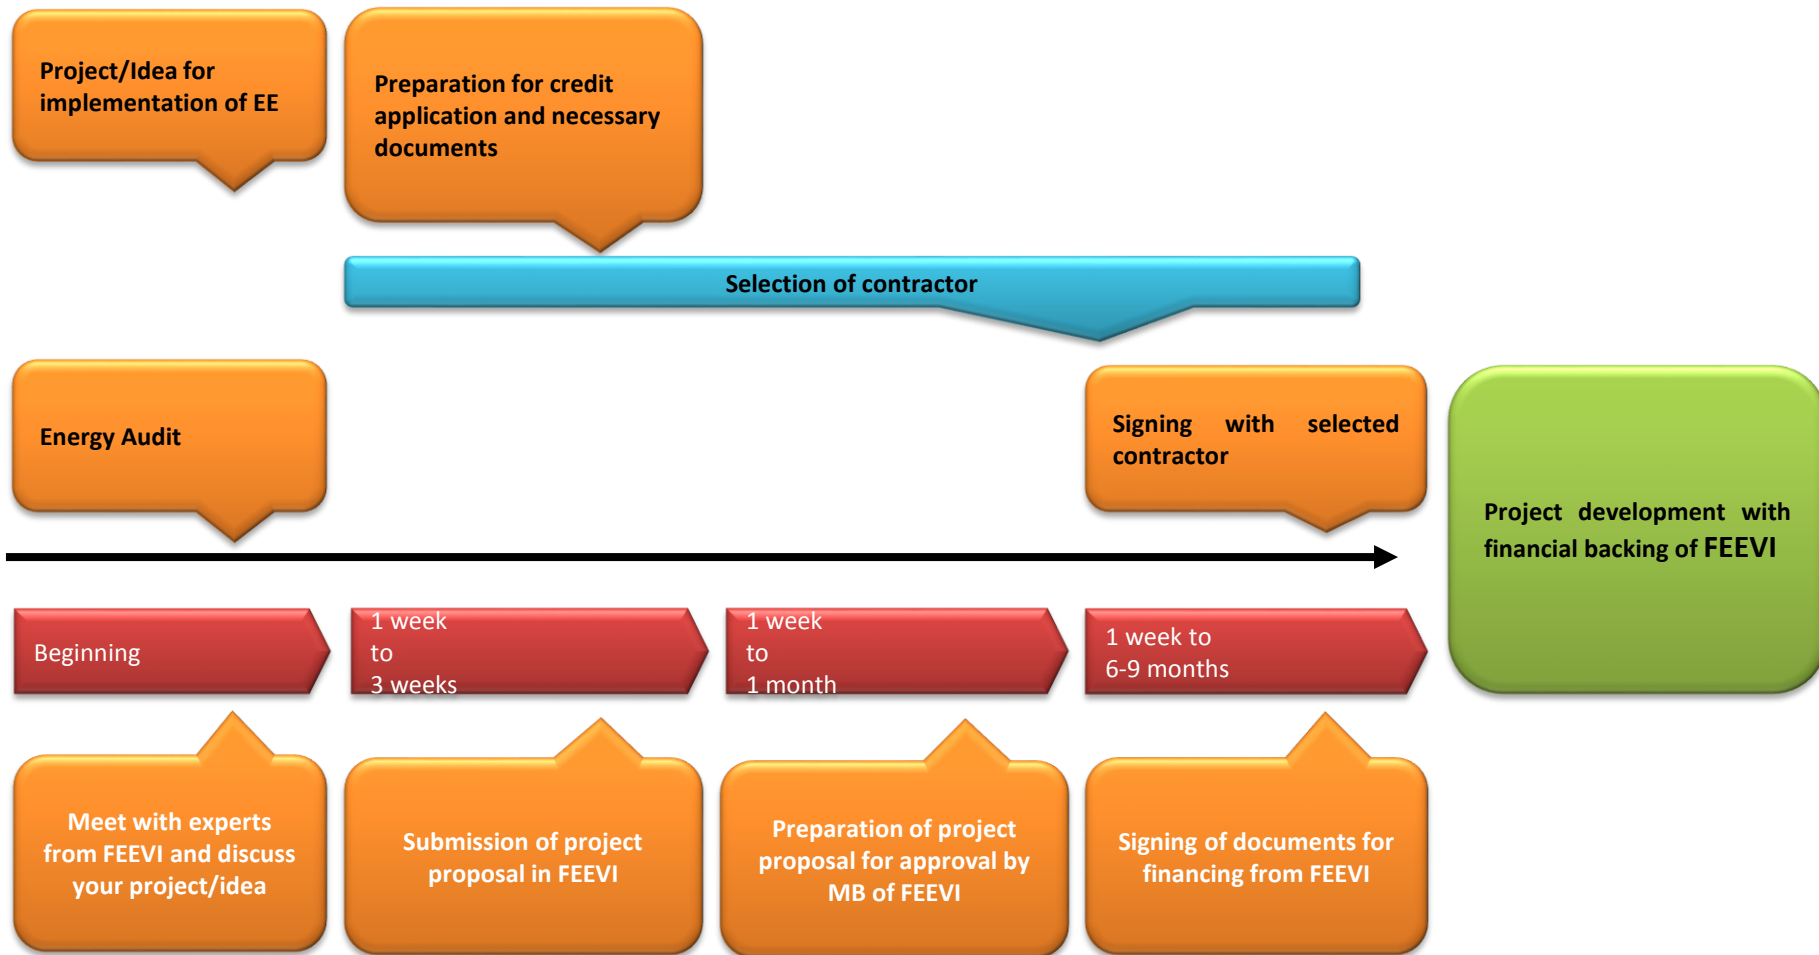 Project/Idea for
implementation of EE
Preparation for credit
application and necessary
documents
Selection of contractor
Energy Audit
Signing with selected
contractor
Project development with
financial backing of FEEVI
Beginning
1 week
to
3 weeks
1 week
to
1 month
1 week to
6-9 months
Meet with experts
from FEEVI and discuss
your project/idea
Submission of project
proposal in FEEVI
Preparation of project
proposal for approval by
MB of FEEVI
Signing of documents for
financing from FEEVI